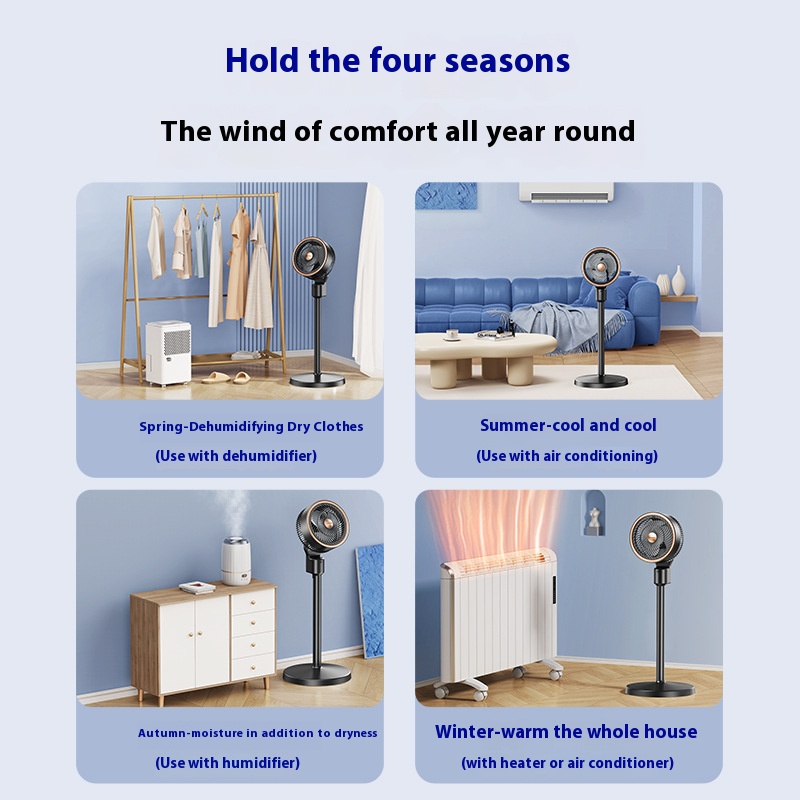 Hold the four seasons
The wind of comfort all year round
Spring-Dehumidifying Dry Clothes
(Use with dehumidifier)
Summer-cool and cool
(Use with air conditioning)
Autumn-moisture in addition to dryness
(Use with humidifier)
Winter-warm the whole house
(with heater or air conditioner)